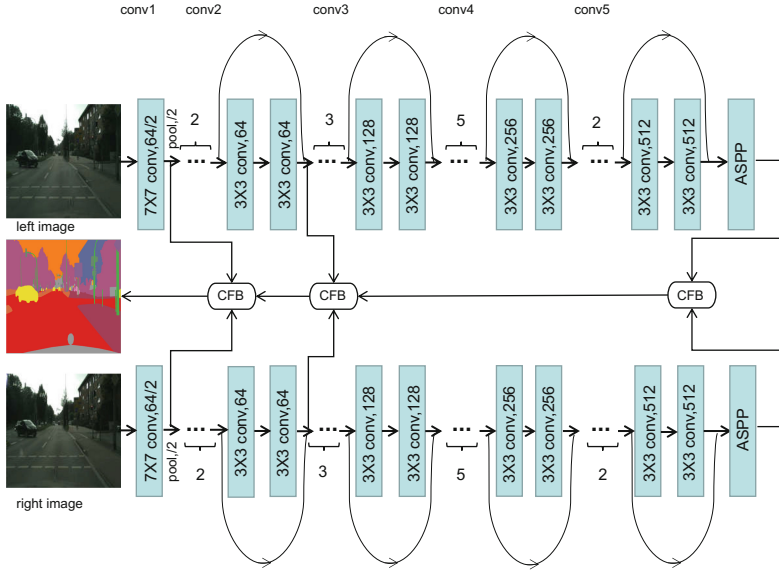 conv1 conv2 conv3 conv4 conv5
7X7 conv,64/2
pool,/2
2
3X3 conv,64
3X3 conv,64
3
3X3 conv,128
3X3 conv,128
5
3X3 conv,256
3X3 conv,256
2
3X3 conv,512
3X3 conv,512
ASPP
left image
CFB
CFB
CFB
7X7 conv,64/2
pool,/2
2
3X3 conv,64
3X3 conv,64
3
3X3 conv,128
3X3 conv,128
5
3X3 conv,256
3X3 conv,256
2
3X3 conv,512
3X3 conv,512
ASPP
right image